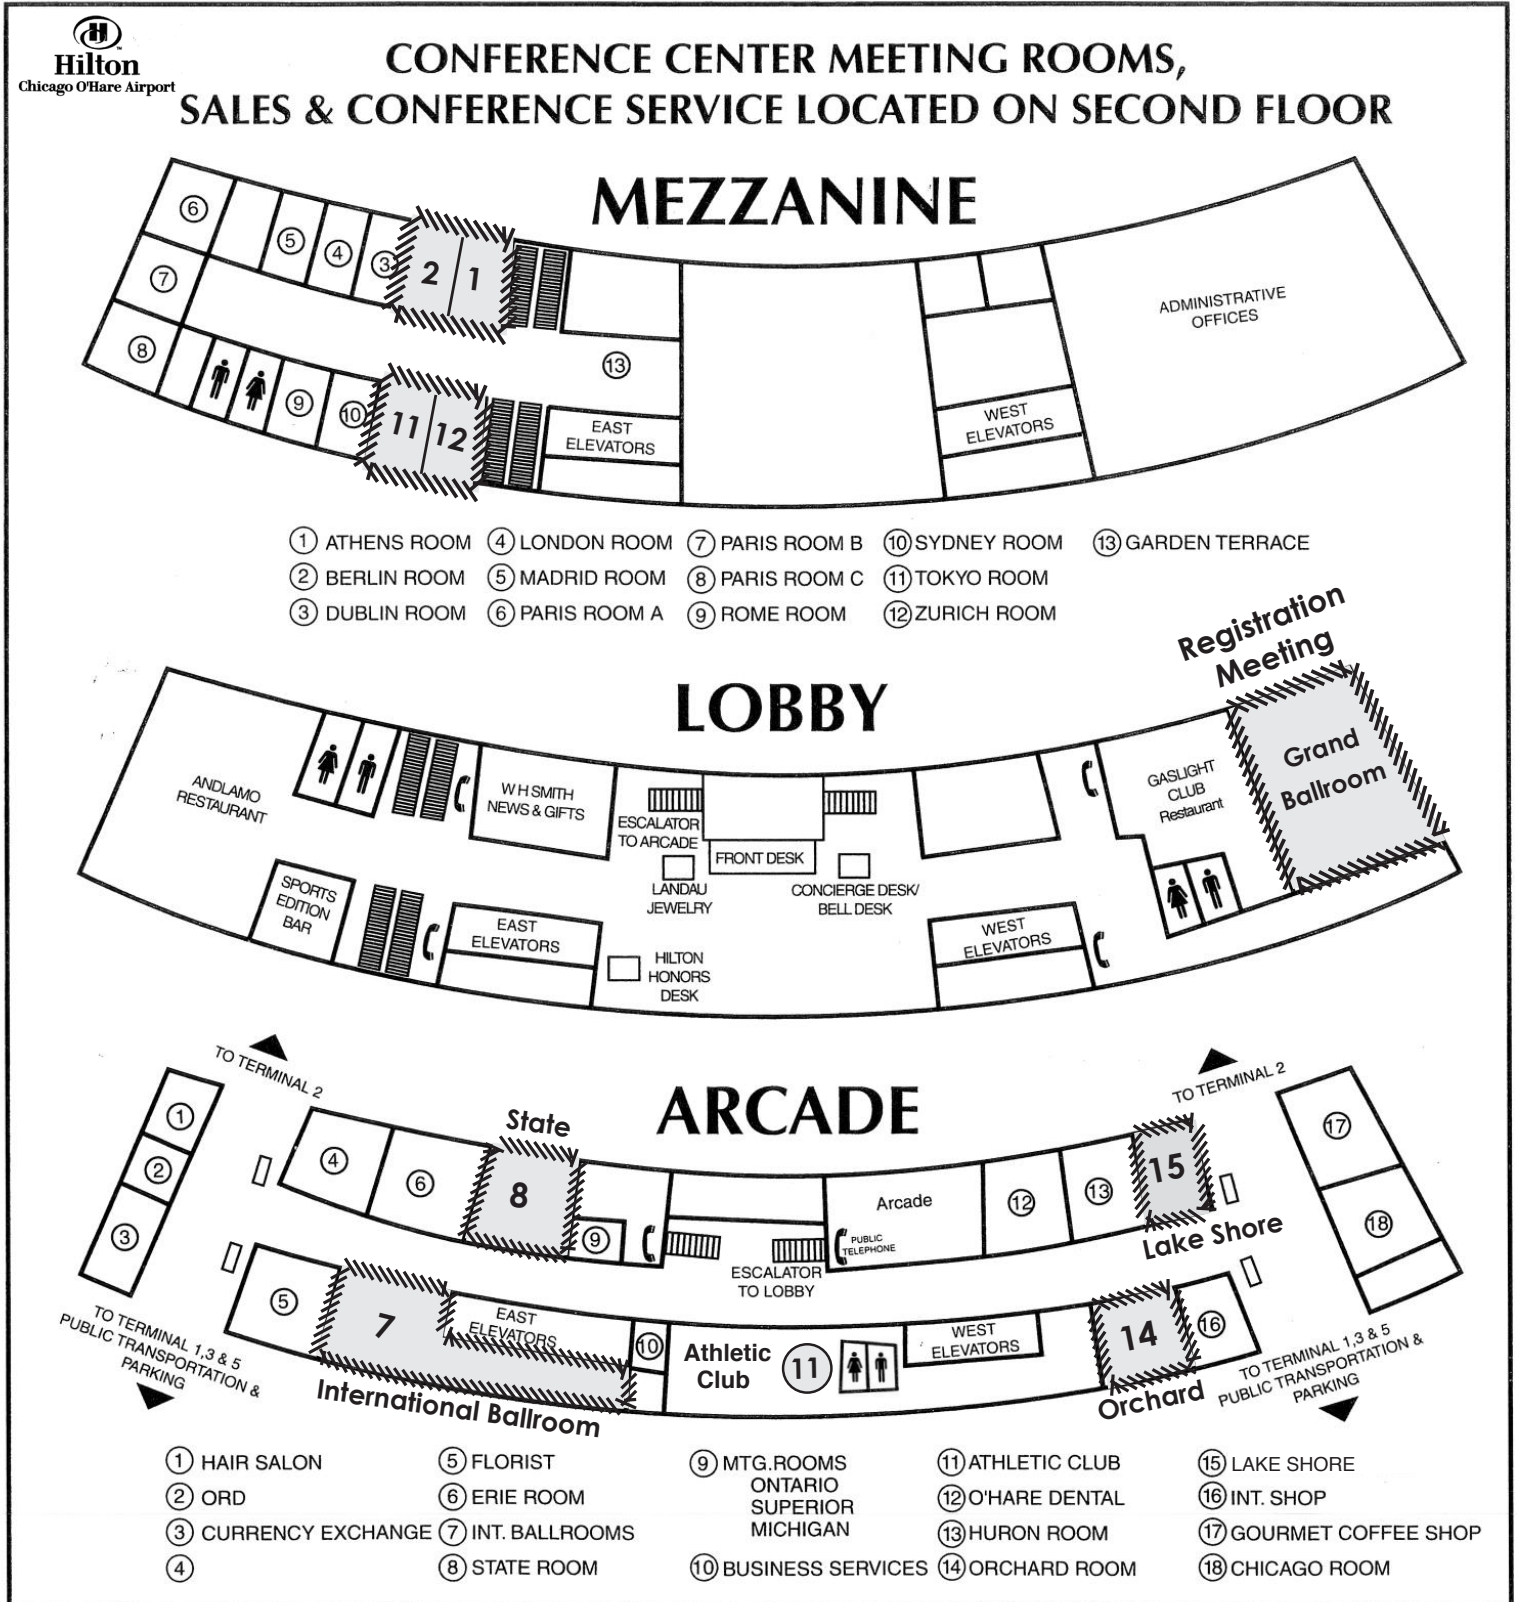 Hilton
Chicago O'Hare Airport
CONFERENCE CENTER MEETING ROOMS,
SALES & CONFERENCE SERVICE LOCATED ON SECOND FLOOR
MEZZANINE
6
5
4
3
2
1
7
8
9
10
11
12
13
EAST
ELEVATORS
WEST
ELEVATORS
ADMINISTRATIVE
OFFICES
1 ATHENS ROOM
2 BERLIN ROOM
3 DUBLIN ROOM
4 LONDON ROOM
5 MADRID ROOM
6 PARIS ROOM A
7 PARIS ROOM B
8 PARIS ROOM C
9 ROME ROOM
10 SYDNEY ROOM
11 TOKYO ROOM
12 ZURICH ROOM
13 GARDEN TERRACE
Registration
Meeting
LOBBY
ANDLAMO
RESTAURANT
SPORTS
EDITION
BAR
W H SMITH
NEWS & GIFTS
EAST
ELEVATORS
ESCALATOR
TO ARCADE
LANDAU
JEWELRY
FRONT DESK
CONCIERGE DESK/
BELL DESK
HILTON
HONORS
DESK
WEST
ELEVATORS
GASLIGHT
CLUB
Restaurant
Grand
Ballroom
TO TERMINAL 2
ARCADE
TO TERMINAL 2
1
2
3
4
6
State
8
9
5
7
EAST
ELEVATORS
10
International Ballroom
ESCALATOR
TO LOBBY
Arcade
PUBLIC
TELEPHONE
12
13
15
Lake Shore
Athletic
Club
11
WEST
ELEVATORS
14
Orchard
16
17
18
TO TERMINAL 1,3 & 5
PUBLIC TRANSPORTATION &
PARKING
TO TERMINAL 1,3 & 5
PUBLIC TRANSPORTATION &
PARKING
1 HAIR SALON
2 ORD
3 CURRENCY EXCHANGE
4
5 FLORIST
6 ERIE ROOM
7 INT. BALLROOMS
8 STATE ROOM
9 MTG.ROOMS
ONTARIO
SUPERIOR
MICHIGAN
10 BUSINESS SERVICES
11 ATHLETIC CLUB
12 O'HARE DENTAL
13 HURON ROOM
14 ORCHARD ROOM
15 LAKE SHORE
16 INT. SHOP
17 GOURMET COFFEE SHOP
18 CHICAGO ROOM